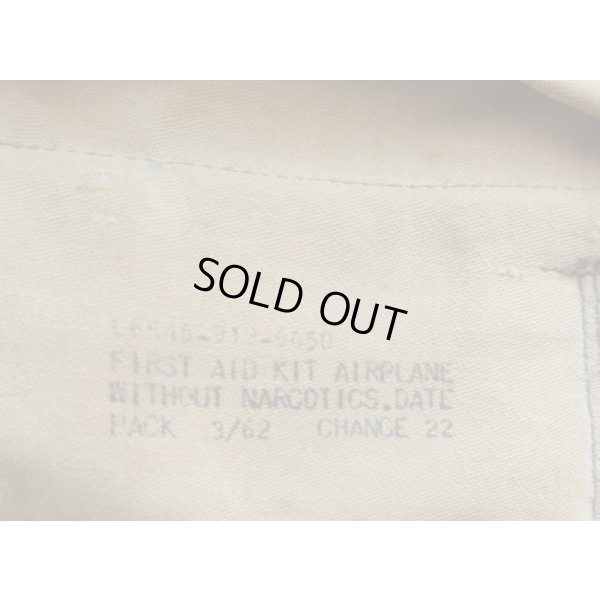 SOLD OUT
FIRST AID KIT AIRPLANE
WITHOUT NARCOTICS.DATE
PACK 3/62 CHANGE 22